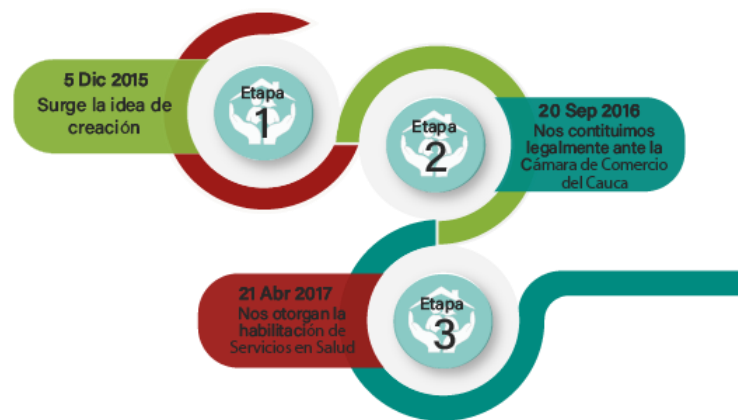 5 Dic 2015
Surge la idea de
creación
Etapa
1
Etapa
2
20 Sep 2016
Nos contituimos
legalmente ante la
Cámara de Comercio
del Cauca
21 Abr 2017
Nos otorgan la
habilitación de
Servicios en Salud
Etapa
3